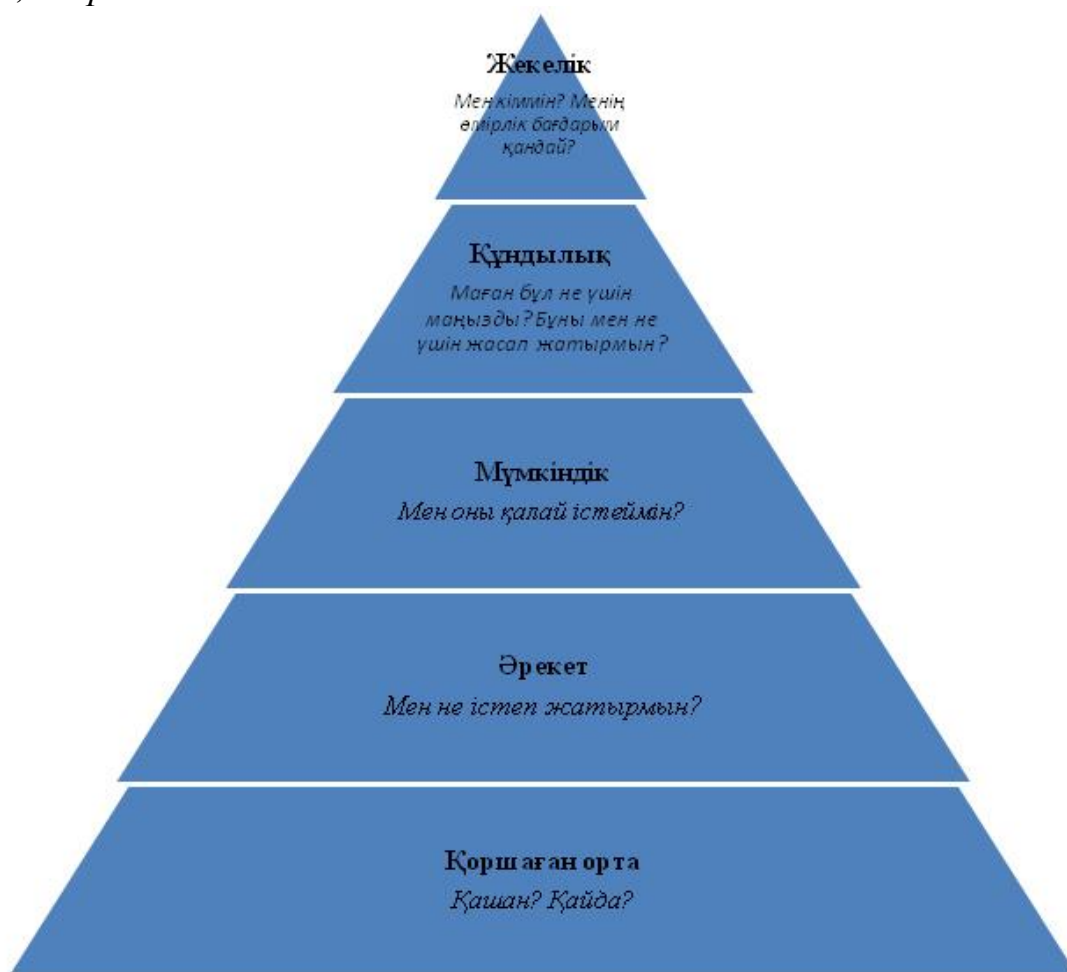 Жекелік
Мен кіммін? Менің
өмірлік бағдарым
қандай?
Құндылық
Маған бұл не үшін
маңызды? Бұны мен не
үшін жасап жатырмын?
Мүмкіндік
Мен оны қалай істеймін?
Әрекет
Мен не істеп жатырмын?
Қоршаған орта
Қашан? Қайда?